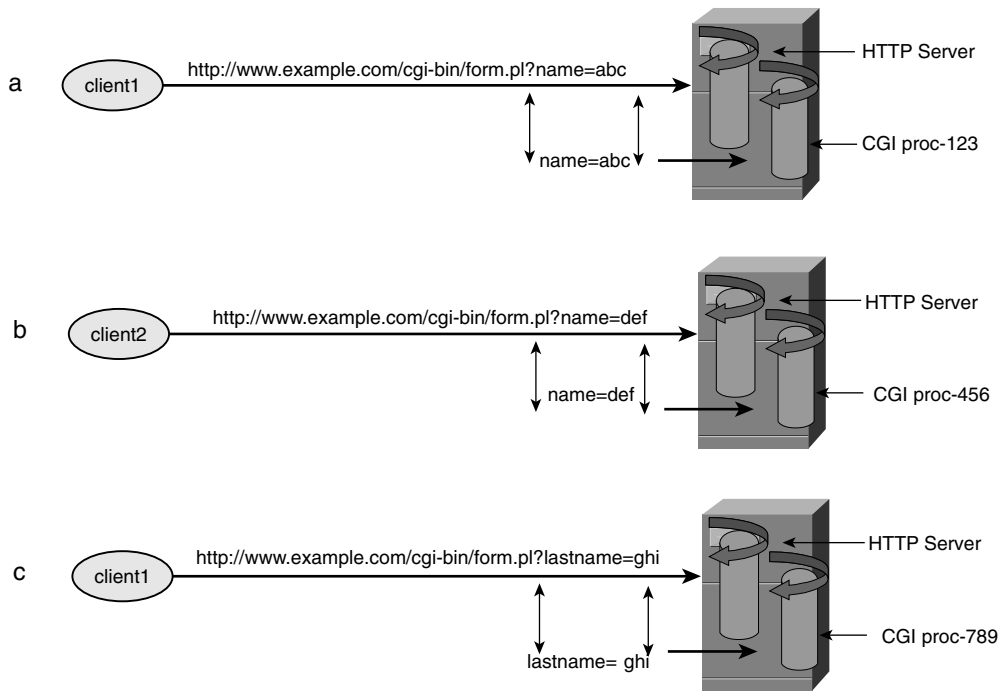 a
client1
http://www.example.com/cgi-bin/form.pl?name=abc
HTTP Server
name=abc
CGI proc-123
b
client2
http://www.example.com/cgi-bin/form.pl?name=def
HTTP Server
name=def
CGI proc-456
c
client1
http://www.example.com/cgi-bin/form.pl?lastname=ghi
HTTP Server
lastname= ghi
CGI proc-789